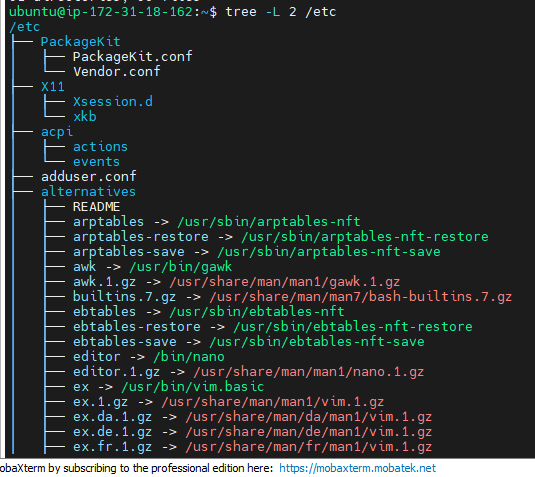 ubuntu@ip-172-31-18-162:~$ tree -L 2 /etc
/etc
├── PackageKit
│   ├── PackageKit.conf
│   └── Vendor.conf
├── X11
│   ├── Xsession.d
│   └── xkb
├── acpi
│   ├── actions
│   └── events
├── adduser.conf
├── alternatives
│   ├── README
│   ├── arptables -> /usr/sbin/arptables-nft
│   ├── arptables-restore -> /usr/sbin/arptables-nft-restore
│   ├── arptables-save -> /usr/sbin/arptables-nft-save
│   ├── awk -> /usr/bin/gawk
│   ├── awk.1.gz -> /usr/share/man/man1/gawk.1.gz
│   ├── builtins.7.gz -> /usr/share/man/man7/bash-builtins.7.gz
│   ├── ebtables -> /usr/sbin/ebtables-nft
│   ├── ebtables-restore -> /usr/sbin/ebtables-nft-restore
│   ├── ebtables-save -> /usr/sbin/ebtables-nft-save
│   ├── editor -> /bin/nano
│   ├── editor.1.gz -> /usr/share/man/man1/nano.1.gz
│   ├── ex -> /usr/bin/vim.basic
│   ├── ex.1.gz -> /usr/share/man/man1/vim.1.gz
│   ├── ex.da.1.gz -> /usr/share/man/da/man1/vim.1.gz
│   ├── ex.de.1.gz -> /usr/share/man/de/man1/vim.1.gz
│   ├── ex.fr.1.gz -> /usr/share/man/fr/man1/vim.1.gz
obaXterm by subscribing to the professional edition here: https://mobaxterm.mobatek.net